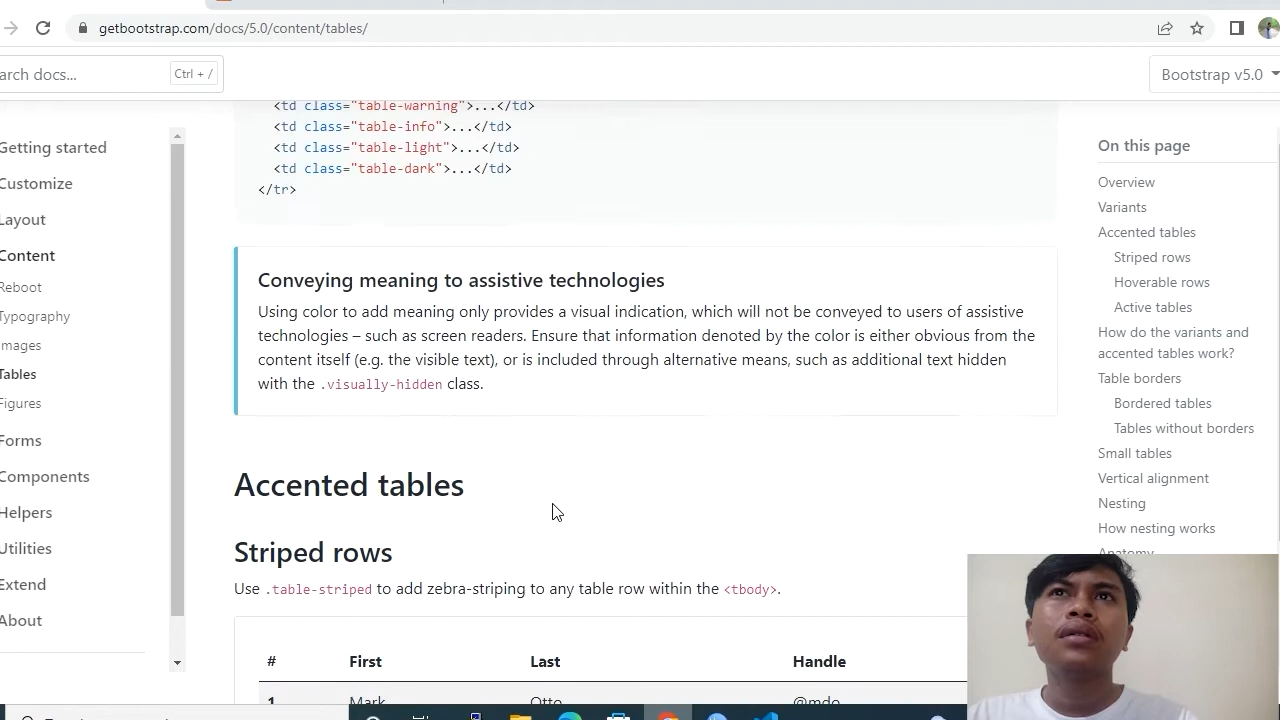 getbootstrap.com/docs/5.0/content/tables/
arch docs...
Ctrl + /
Bootstrap v5.0
Getting started
Customize
Layout
Content
Reboot
Typography
mages
Tables
Figures
Forms
Components
Helpers
Utilities
Extend
About
<td class="table-warning">...</td>
<td class="table-info">...</td>
<td class="table-light">...</td>
<td class="table-dark">...</td>
</tr>
Conveying meaning to assistive technologies
Using color to add meaning only provides a visual indication, which will not be conveyed to users of assistive
technologies – such as screen readers. Ensure that information denoted by the color is either obvious from the
content itself (e.g. the visible text), or is included through alternative means, such as additional text hidden
with the .visually-hidden class.
Accented tables
Striped rows
Use .table-striped to add zebra-striping to any table row within the <tbody>.
# First Last Handle
1 Mark Otto @mdo
On this page
Overview
Variants
Accented tables
Striped rows
Hoverable rows
Active tables
How do the variants and
accented tables work?
Table borders
Bordered tables
Tables without borders
Small tables
Vertical alignment
Nesting
How nesting works
Anatomy